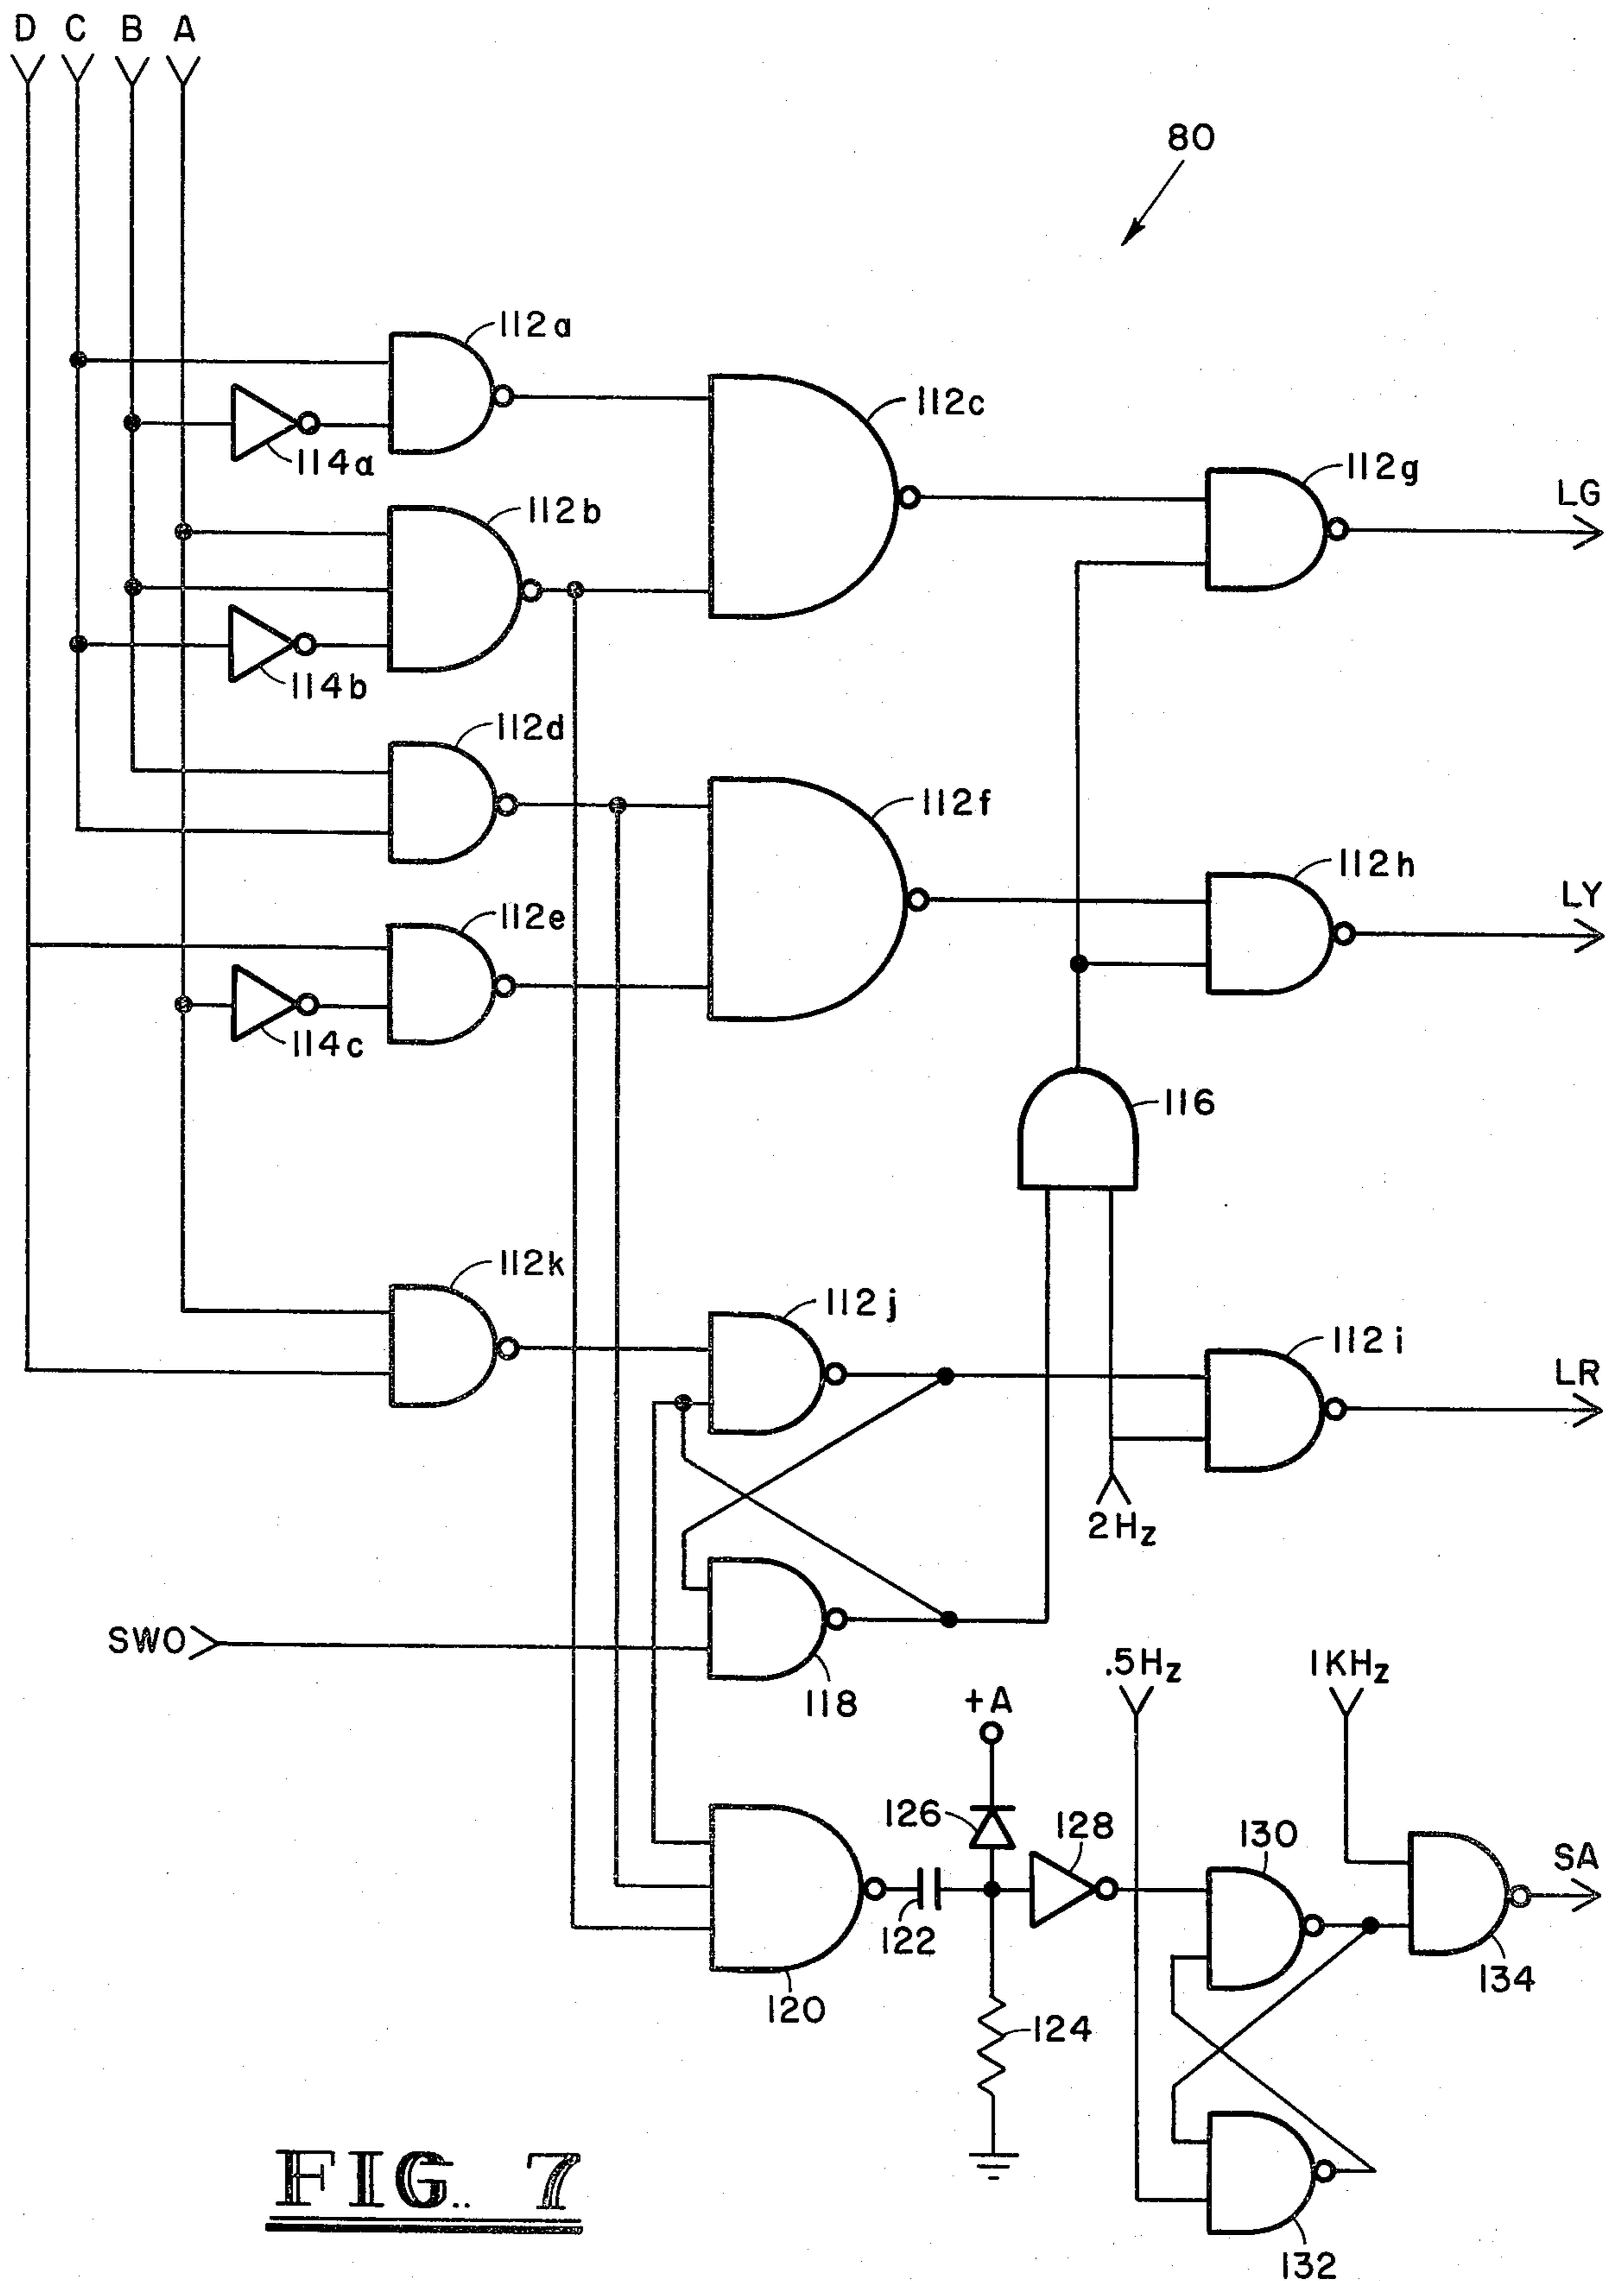 D C B A
80
112a
112c
114a
112g
LG
112b
114b
112d
112f
112h
LY
112e
114c
116
112k
112j
112i
LR
2Hz
SWO
118
.5Hz
1KHz
+A
126
128
130
SA
122
134
120
124
132
FIG. 7